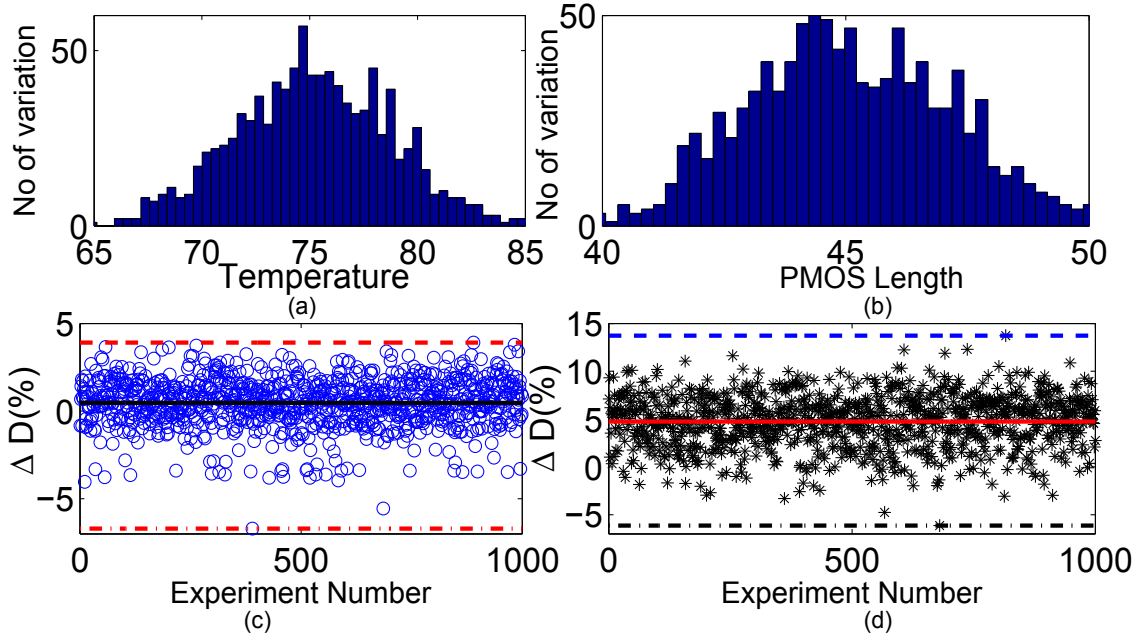 No of variation
50
0
65 70 75 80 85
Temperature
(a)
No of variation
50
0
40 45 50
PMOS Length
(b)
Δ D(%)
5
0
−5
0 500 1000
Experiment Number
(c)
Δ D(%)
15
10
5
0
−5
0 500 1000
Experiment Number
(d)